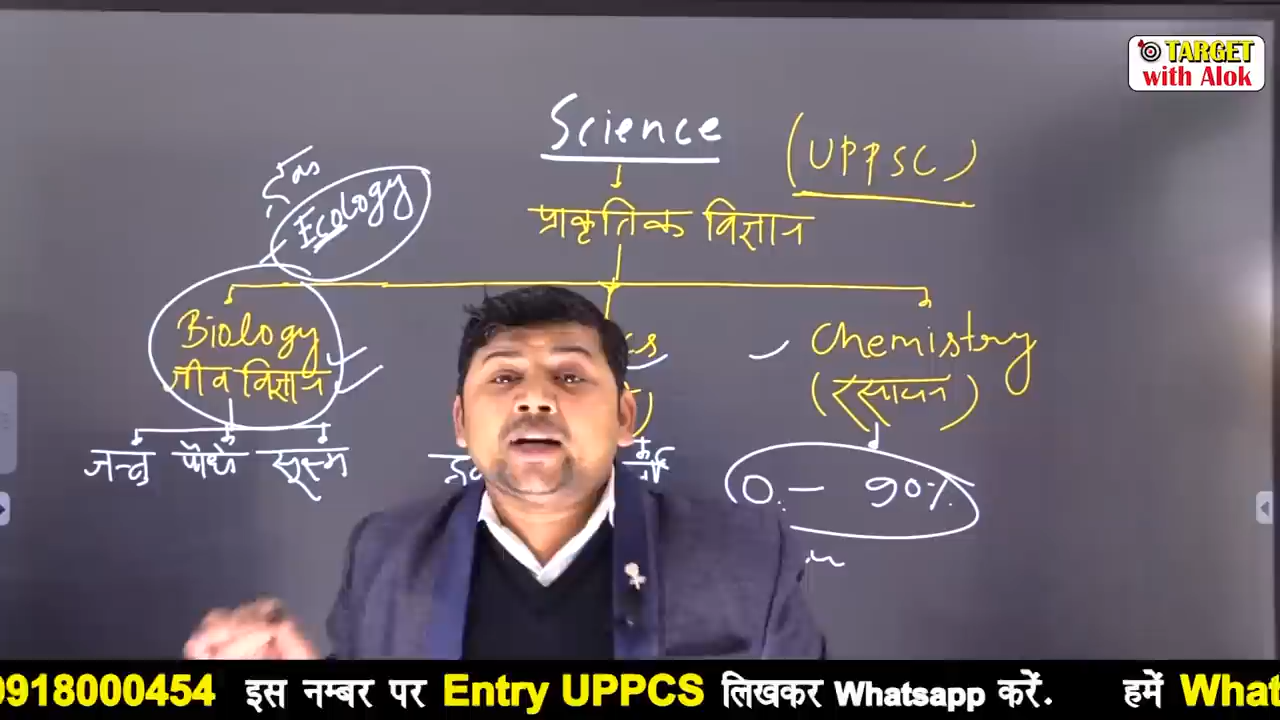 TARGET
with Alok
Science
(UPPSC)
Ecology
प्राकृतिक विज्ञान
Biology
जीव विज्ञान
Chemistry
(रसायन)
जन्तु पौधे सूक्ष्म
0 - 90%
0918000454 इस नम्बर पर Entry UPPCS लिखकर Whatsapp करें. हमें What